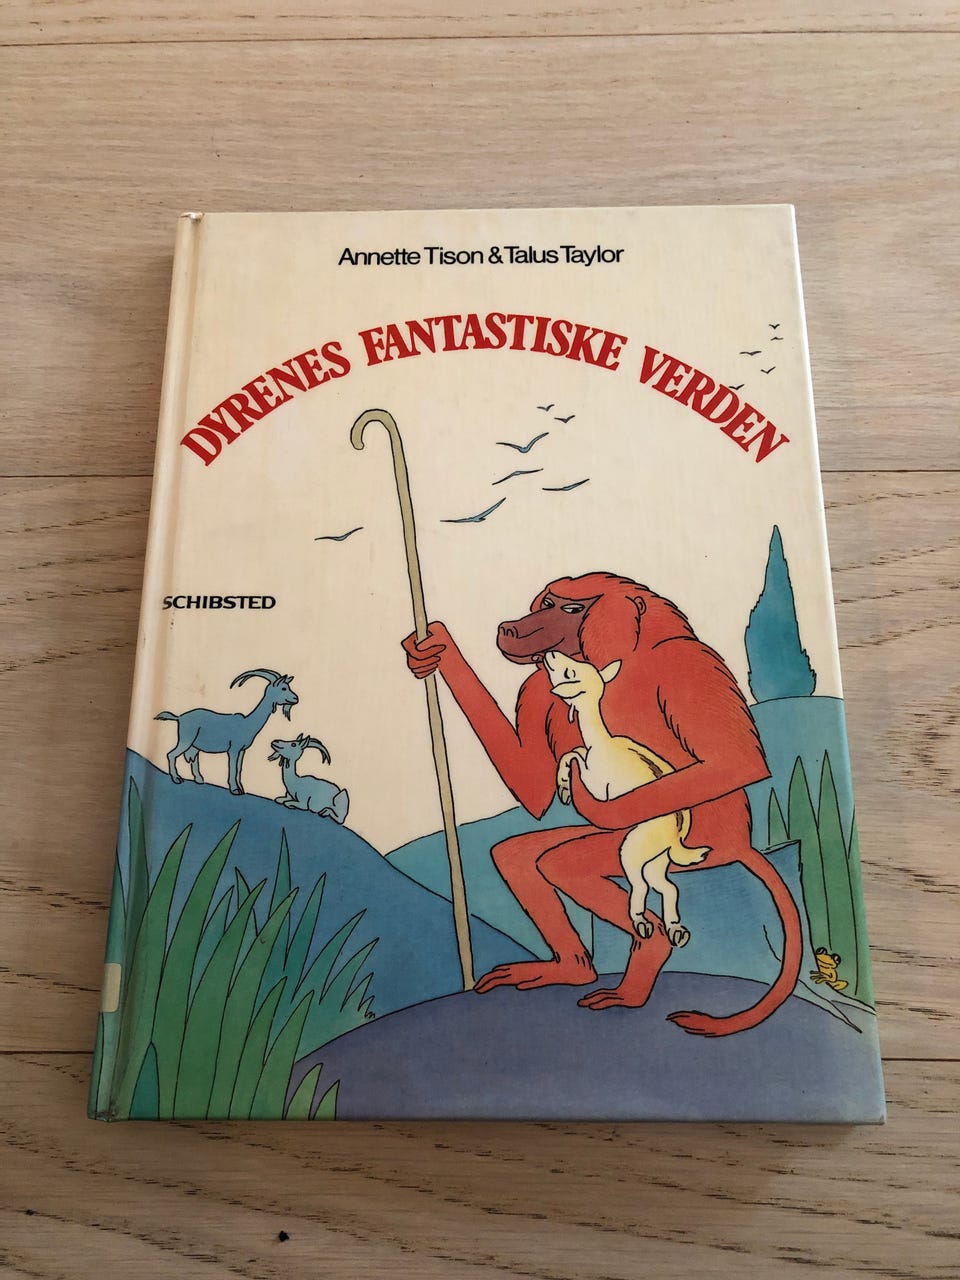 Annette Tison & Talus Taylor
DYRENES FANTASTISKE VERDEN
SCHIBSTED